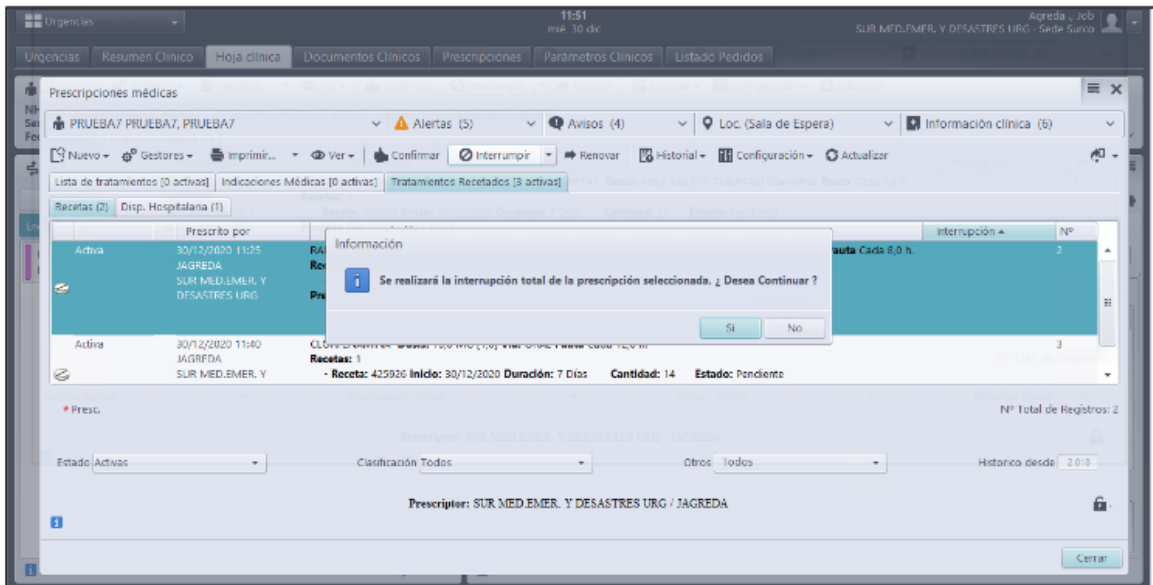 Urgencias
11:51
mié, 30 dic
Agreda , Job
SUR MED.EMER. Y DESASTRES URG - Sede Surco
Urgencias Resumen Clínico Hoja clínica Documentos Clínicos Prescripciones Parámetros Clínicos Listado Pedidos
Prescripciones médicas
PRUEBA7 PRUEBA7, PRUEBA7 Alertas (5) Avisos (4) Loc. (Sala de Espera) Información clínica (6)
Nuevo Gestores Imprimir... Ver Confirmar Interrumpir Renovar Historial Configuración Actualizar
Lista de tratamientos [0 activas] Indicaciones Médicas [0 activas] Tratamientos Recetados [3 activas]
Recetas (2) Disp. Hospitalaria (1)
Prescrito por Interrupción Nº
Activa 30/12/2020 11:25 Cada 8,0 h. 2
JAGREDA
SUR MED.EMER. Y
DESASTRES URG
Información
Se realizará la interrupción total de la prescripción seleccionada. ¿ Desea Continuar ?
Si No
Activa 30/12/2020 11:40 3
JAGREDA Recetas: 1
SUR MED.EMER. Y - Receta: 425926 Inicio: 30/12/2020 Duración: 7 Días Cantidad: 14 Estado: Pendiente
* Presc. Nº Total de Registros: 2
Estado Activas Clasificación Todos Otros Todos Historico desde 2.018
Prescriptor: SUR MED.EMER. Y DESASTRES URG / JAGREDA
Cerrar